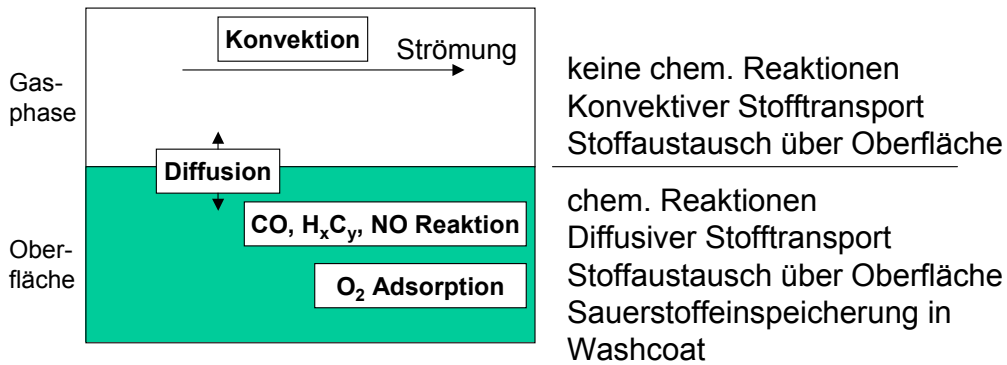 Konvektion
Strömung
Gas-
phase
Diffusion
CO, HxCy, NO Reaktion
Ober-
fläche
O2 Adsorption
keine chem. Reaktionen
Konvektiver Stofftransport
Stoffaustausch über Oberfläche
chem. Reaktionen
Diffusiver Stofftransport
Stoffaustausch über Oberfläche
Sauerstoffeinspeicherung in
Washcoat